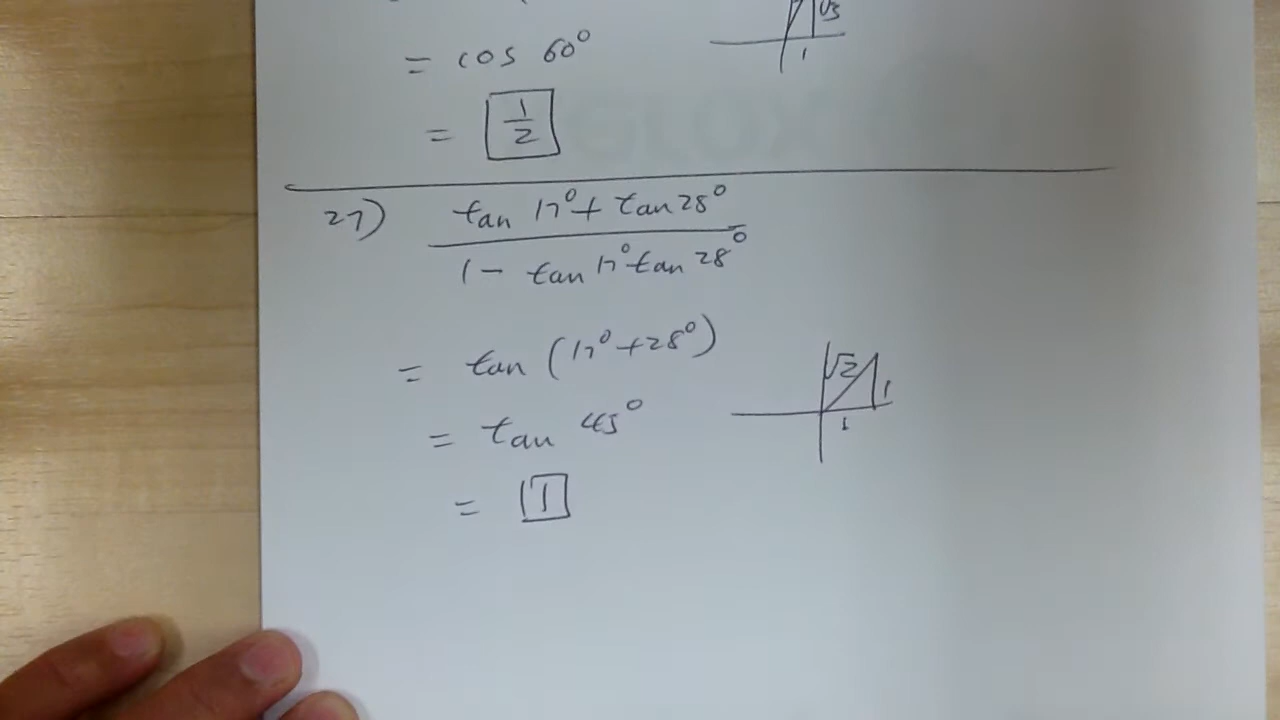 √3
= cos 60°
1
= 1/2
27) tan 17° + tan 28°
1 - tan 17° tan 28°
= tan (17° + 28°)
√2
1
= tan 45°
1
= 1